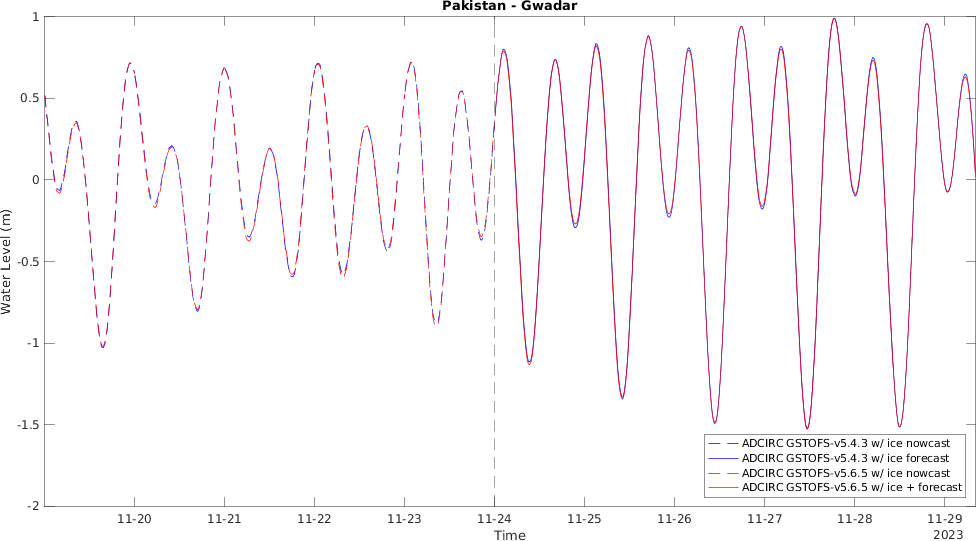 Pakistan - Gwadar
Water Level (m)
1
0.5
0
-0.5
-1
-1.5
-2
ADCIRC GSTOFS-v5.4.3 w/ ice nowcast
ADCIRC GSTOFS-v5.4.3 w/ ice forecast
ADCIRC GSTOFS-v5.6.5 w/ ice nowcast
ADCIRC GSTOFS-v5.6.5 w/ ice + forecast
11-20 11-21 11-22 11-23 11-24 11-25 11-26 11-27 11-28 11-29
Time 2023